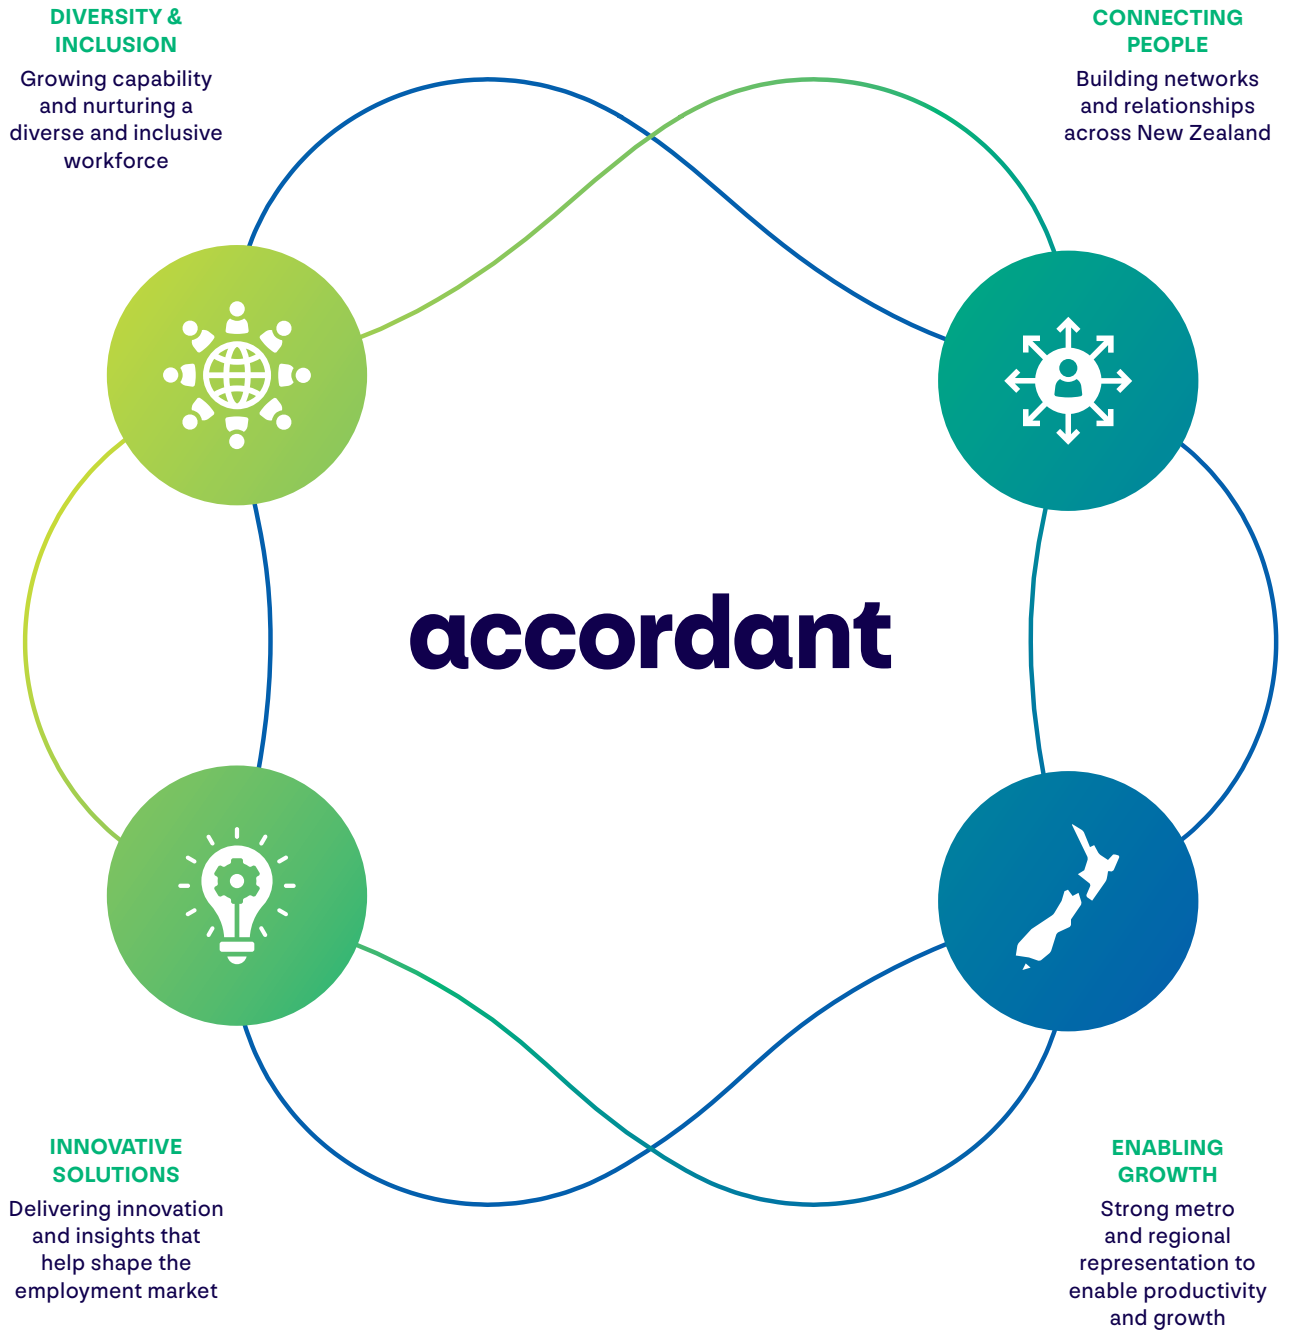 DIVERSITY &
INCLUSION
Growing capability
and nurturing a
diverse and inclusive
workforce
CONNECTING
PEOPLE
Building networks
and relationships
across New Zealand
accordant
INNOVATIVE
SOLUTIONS
Delivering innovation
and insights that
help shape the
employment market
ENABLING
GROWTH
Strong metro
and regional
representation to
enable productivity
and growth